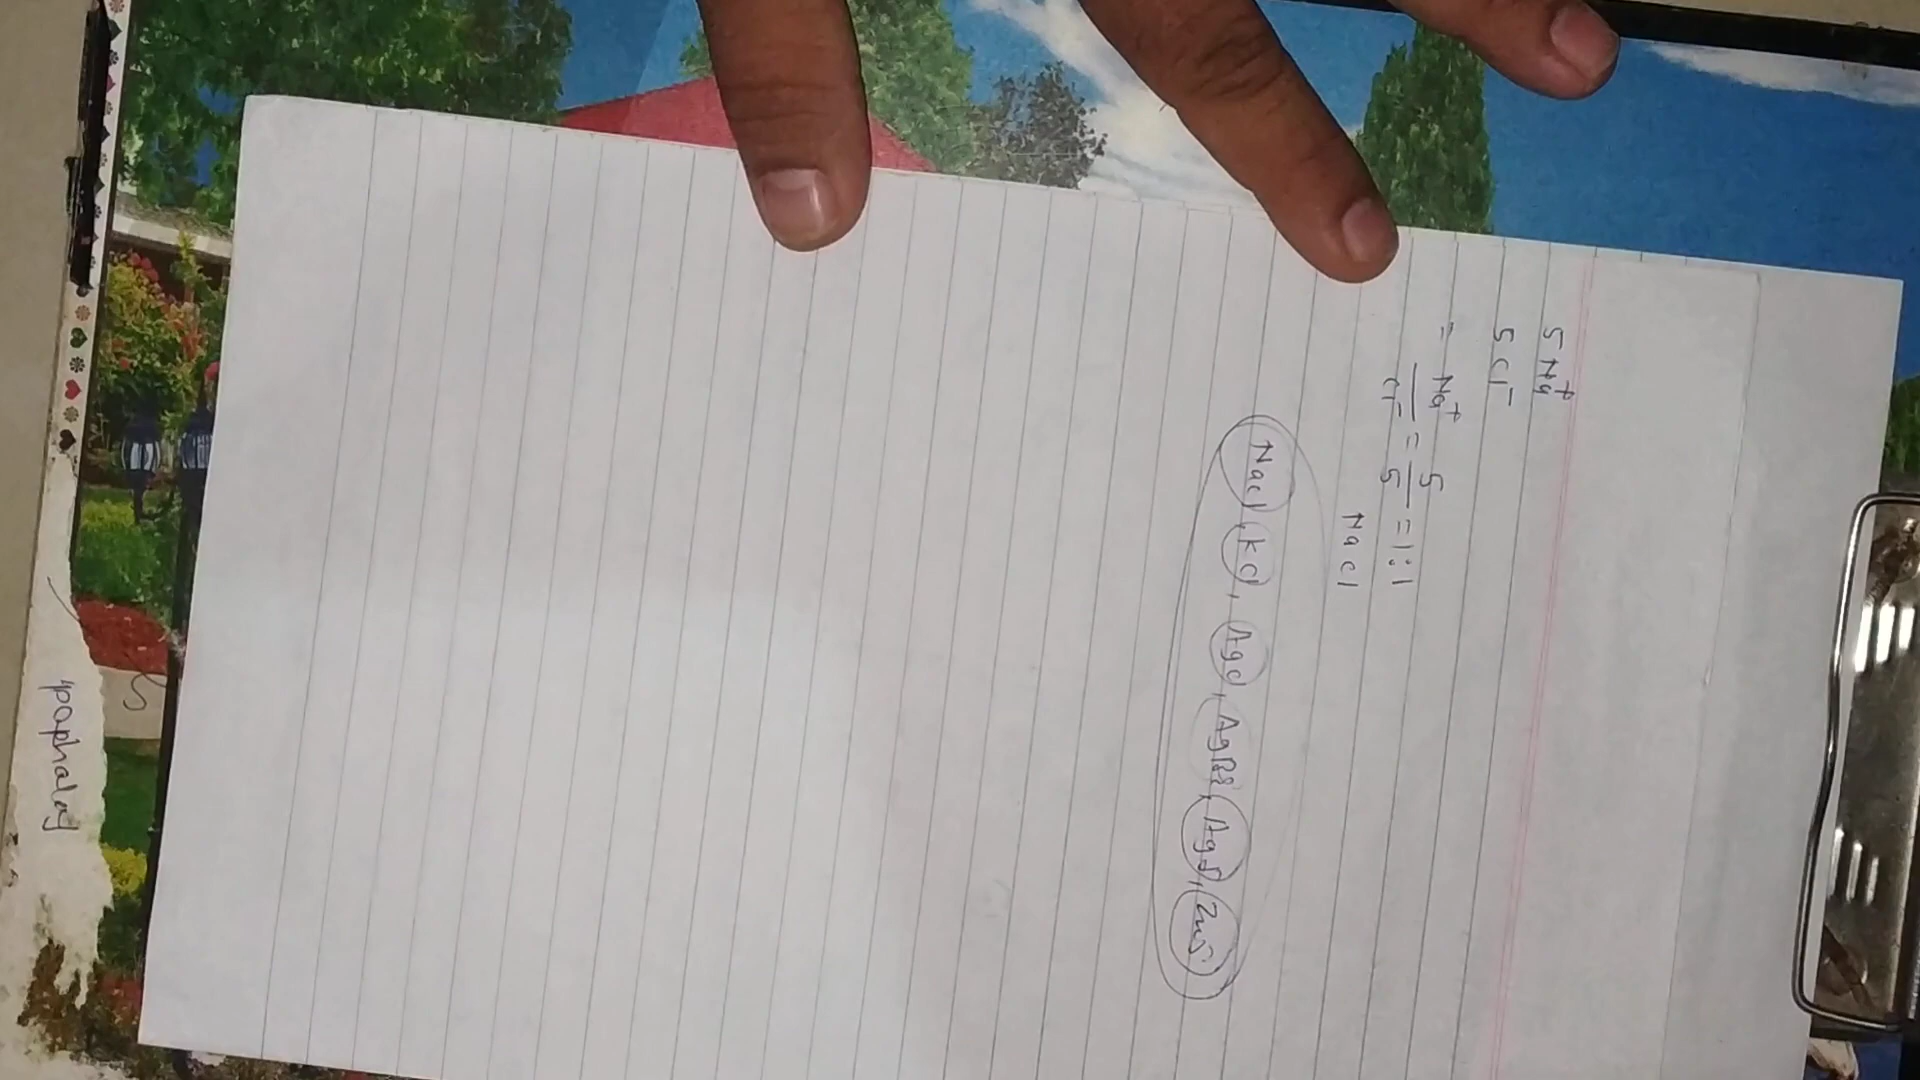 5 Na+
5 Cl-
= Na+/Cl- = 5/5 = 1:1
NaCl
NaCl, KCl, AgCl, AgBr, AgI, ZnS